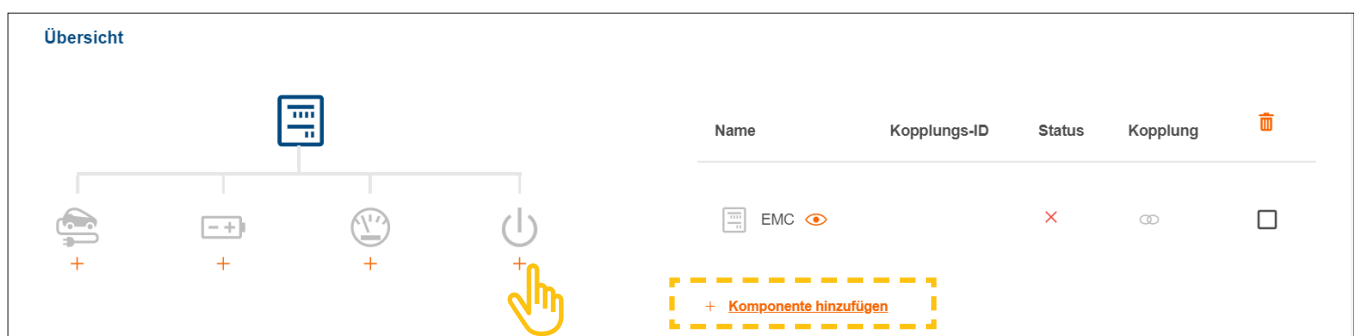 Übersicht
Name Kopplungs-ID Status Kopplung
EMC
+ Komponente hinzufügen